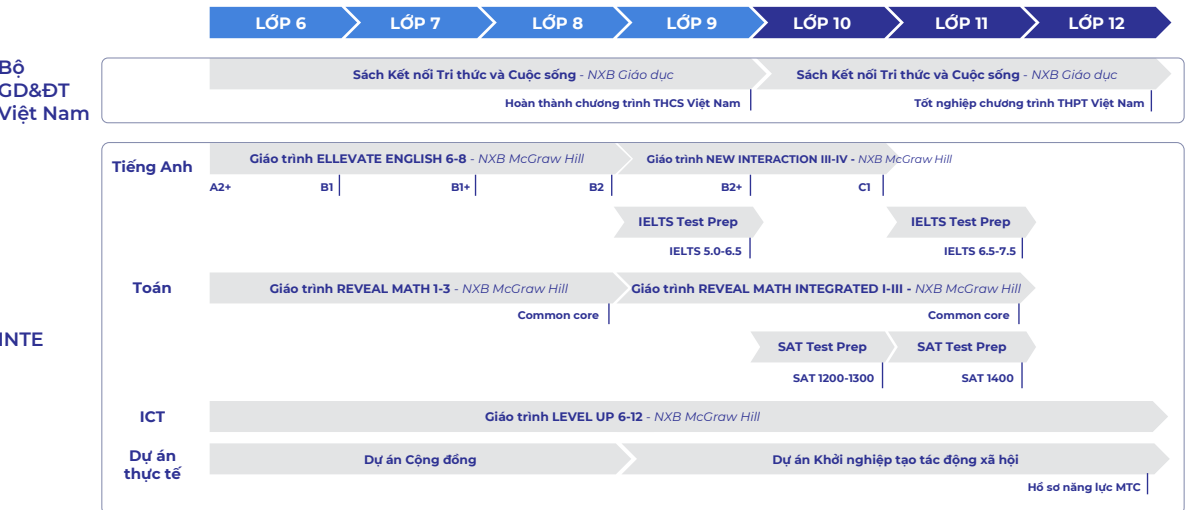 LỚP 6 LỚP 7 LỚP 8 LỚP 9 LỚP 10 LỚP 11 LỚP 12
Bộ
GD&ĐT
Việt Nam
Sách Kết nối Tri thức và Cuộc sống - NXB Giáo dục
Sách Kết nối Tri thức và Cuộc sống - NXB Giáo dục
Hoàn thành chương trình THCS Việt Nam
Tốt nghiệp chương trình THPT Việt Nam
INTE
Tiếng Anh
Giáo trình ELLEVATE ENGLISH 6-8 - NXB McGraw Hill
Giáo trình NEW INTERACTION III-IV - NXB McGraw Hill
A2+ B1 B1+ B2 B2+ C1
IELTS Test Prep
IELTS Test Prep
IELTS 5.0-6.5
IELTS 6.5-7.5
Toán
Giáo trình REVEAL MATH 1-3 - NXB McGraw Hill
Giáo trình REVEAL MATH INTEGRATED I-III - NXB McGraw Hill
Common core
Common core
SAT Test Prep
SAT Test Prep
SAT 1200-1300
SAT 1400
ICT
Giáo trình LEVEL UP 6-12 - NXB McGraw Hill
Dự án
thực tế
Dự án Cộng đồng
Dự án Khởi nghiệp tạo tác động xã hội
Hồ sơ năng lực MTC